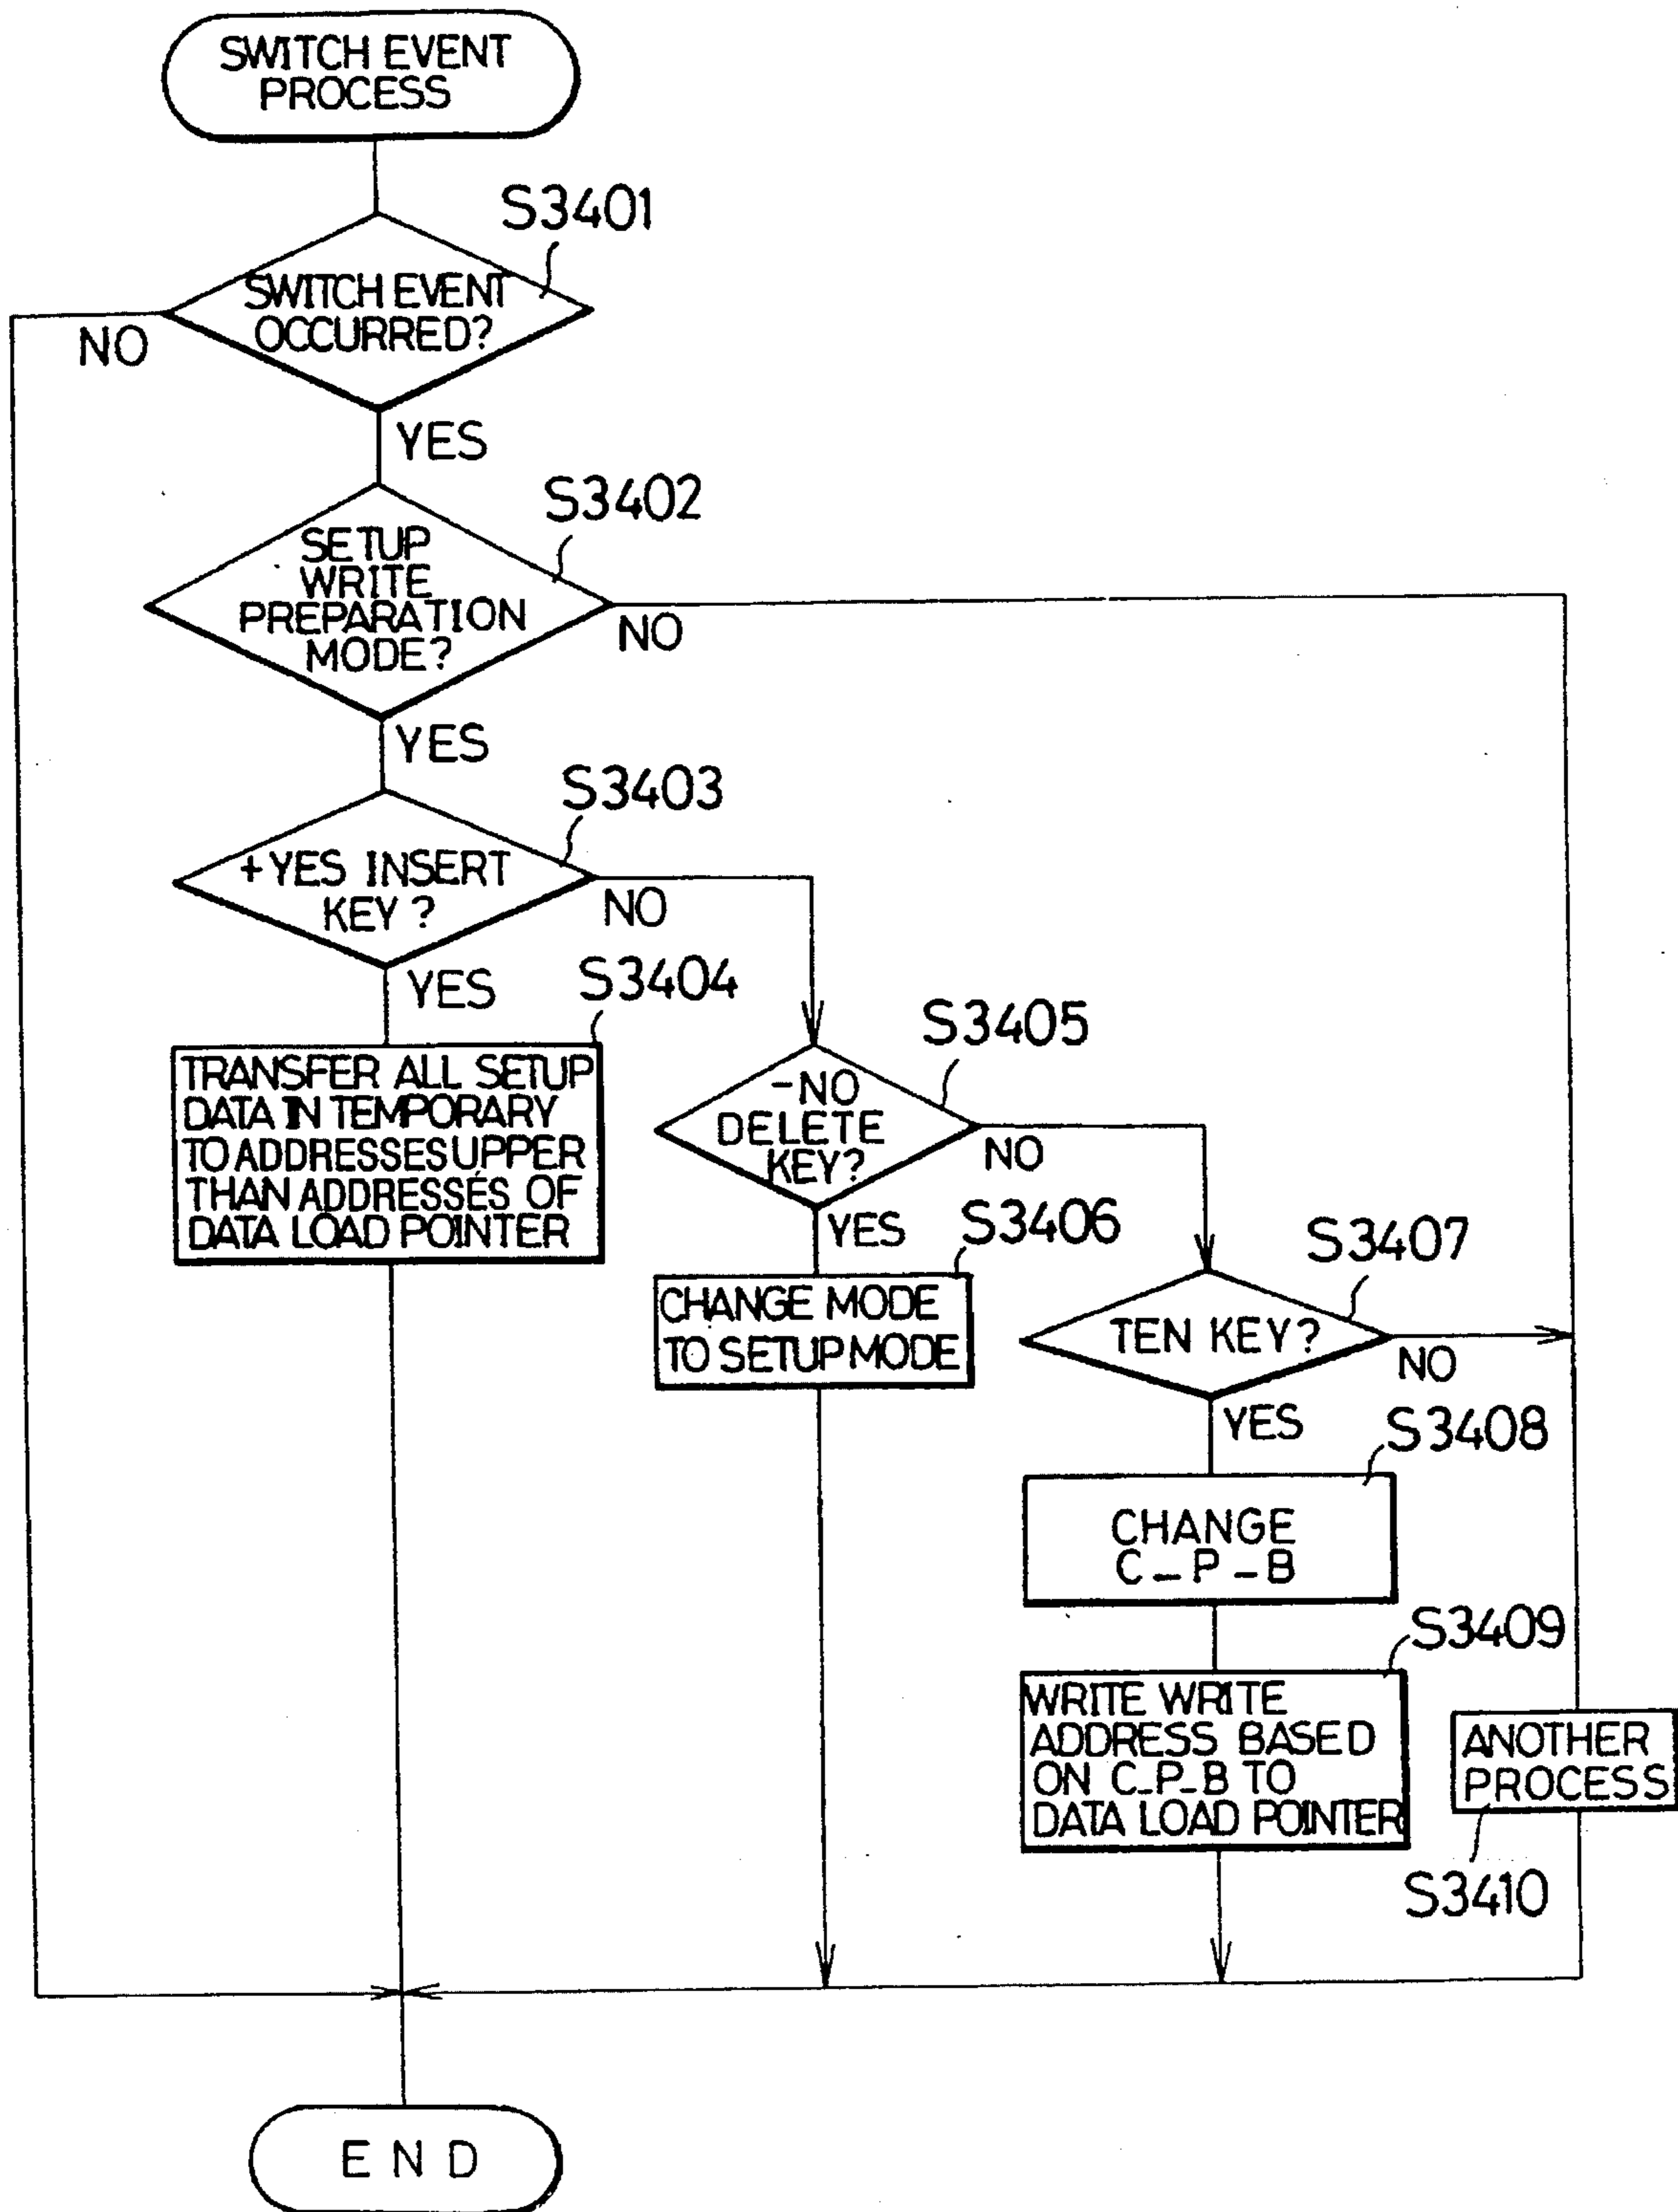 SWITCH EVENT
PROCESS
S3401
SWITCH EVENT
OCCURRED?
NO
YES
S3402
SETUP
WRITE
PREPARATION
MODE?
NO
YES
S3403
+YES INSERT
KEY?
NO
YES
S3404
TRANSFER ALL SETUP
DATA IN TEMPORARY
TO ADDRESSES UPPER
THAN ADDRESSES OF
DATA LOAD POINTER
S3405
-NO
DELETE
KEY?
NO
YES
S3406
CHANGE MODE
TO SETUP MODE
S3407
TEN KEY?
NO
YES
S3408
CHANGE
C_P_B
S3409
WRITE WRITE
ADDRESS BASED
ON C_P_B TO
DATA LOAD POINTER
ANOTHER
PROCESS
S3410
END